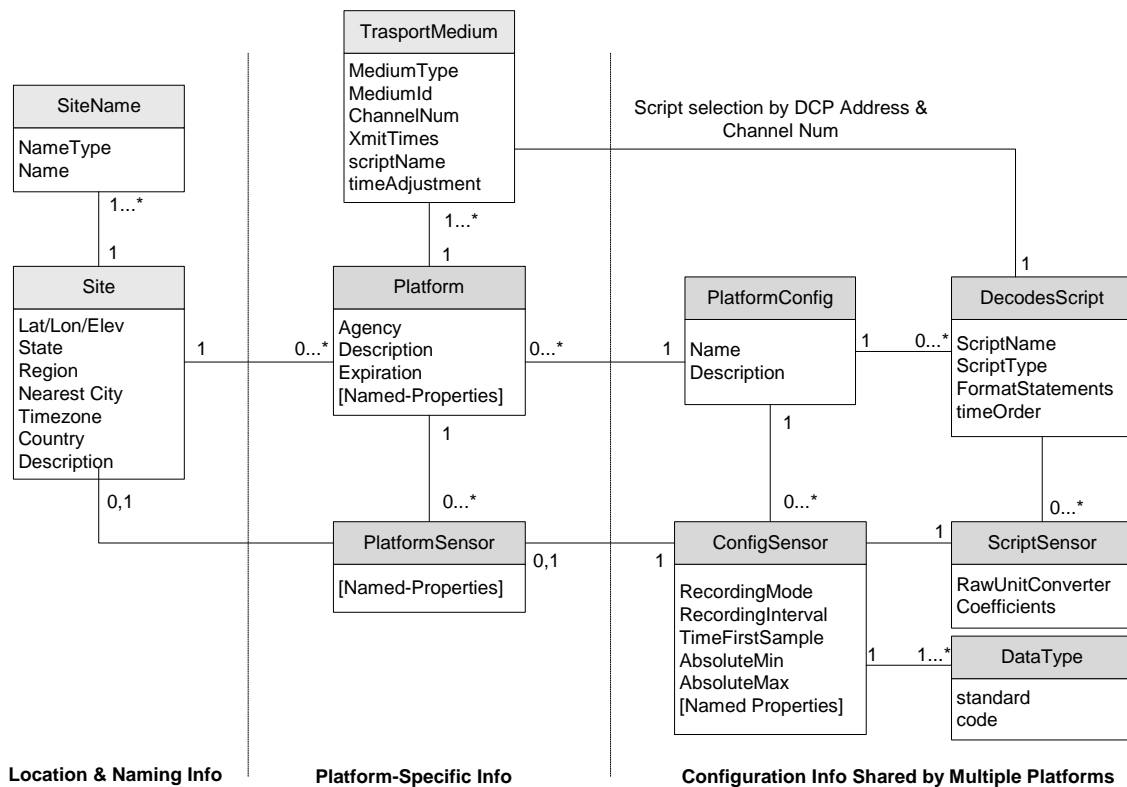 TrasportMedium
MediumType
MediumId
ChannelNum
XmitTimes
scriptName
timeAdjustment
SiteName
NameType
Name
Script selection by DCP Address &
Channel Num
1...*
1
1...*
1
1
Site
Lat/Lon/Elev
State
Region
Nearest City
Timezone
Country
Description
1
0...*
0,1
Platform
Agency
Description
Expiration
[Named-Properties]
0...*
1
1
0...*
PlatformConfig
Name
Description
1
0...*
1
0...*
DecodesScript
ScriptName
ScriptType
FormatStatements
timeOrder
0...*
PlatformSensor
[Named-Properties]
0,1
1
ConfigSensor
RecordingMode
RecordingInterval
TimeFirstSample
AbsoluteMin
AbsoluteMax
[Named Properties]
1
ScriptSensor
RawUnitConverter
Coefficients
1
1...*
DataType
standard
code
Location & Naming Info
Platform-Specific Info
Configuration Info Shared by Multiple Platforms